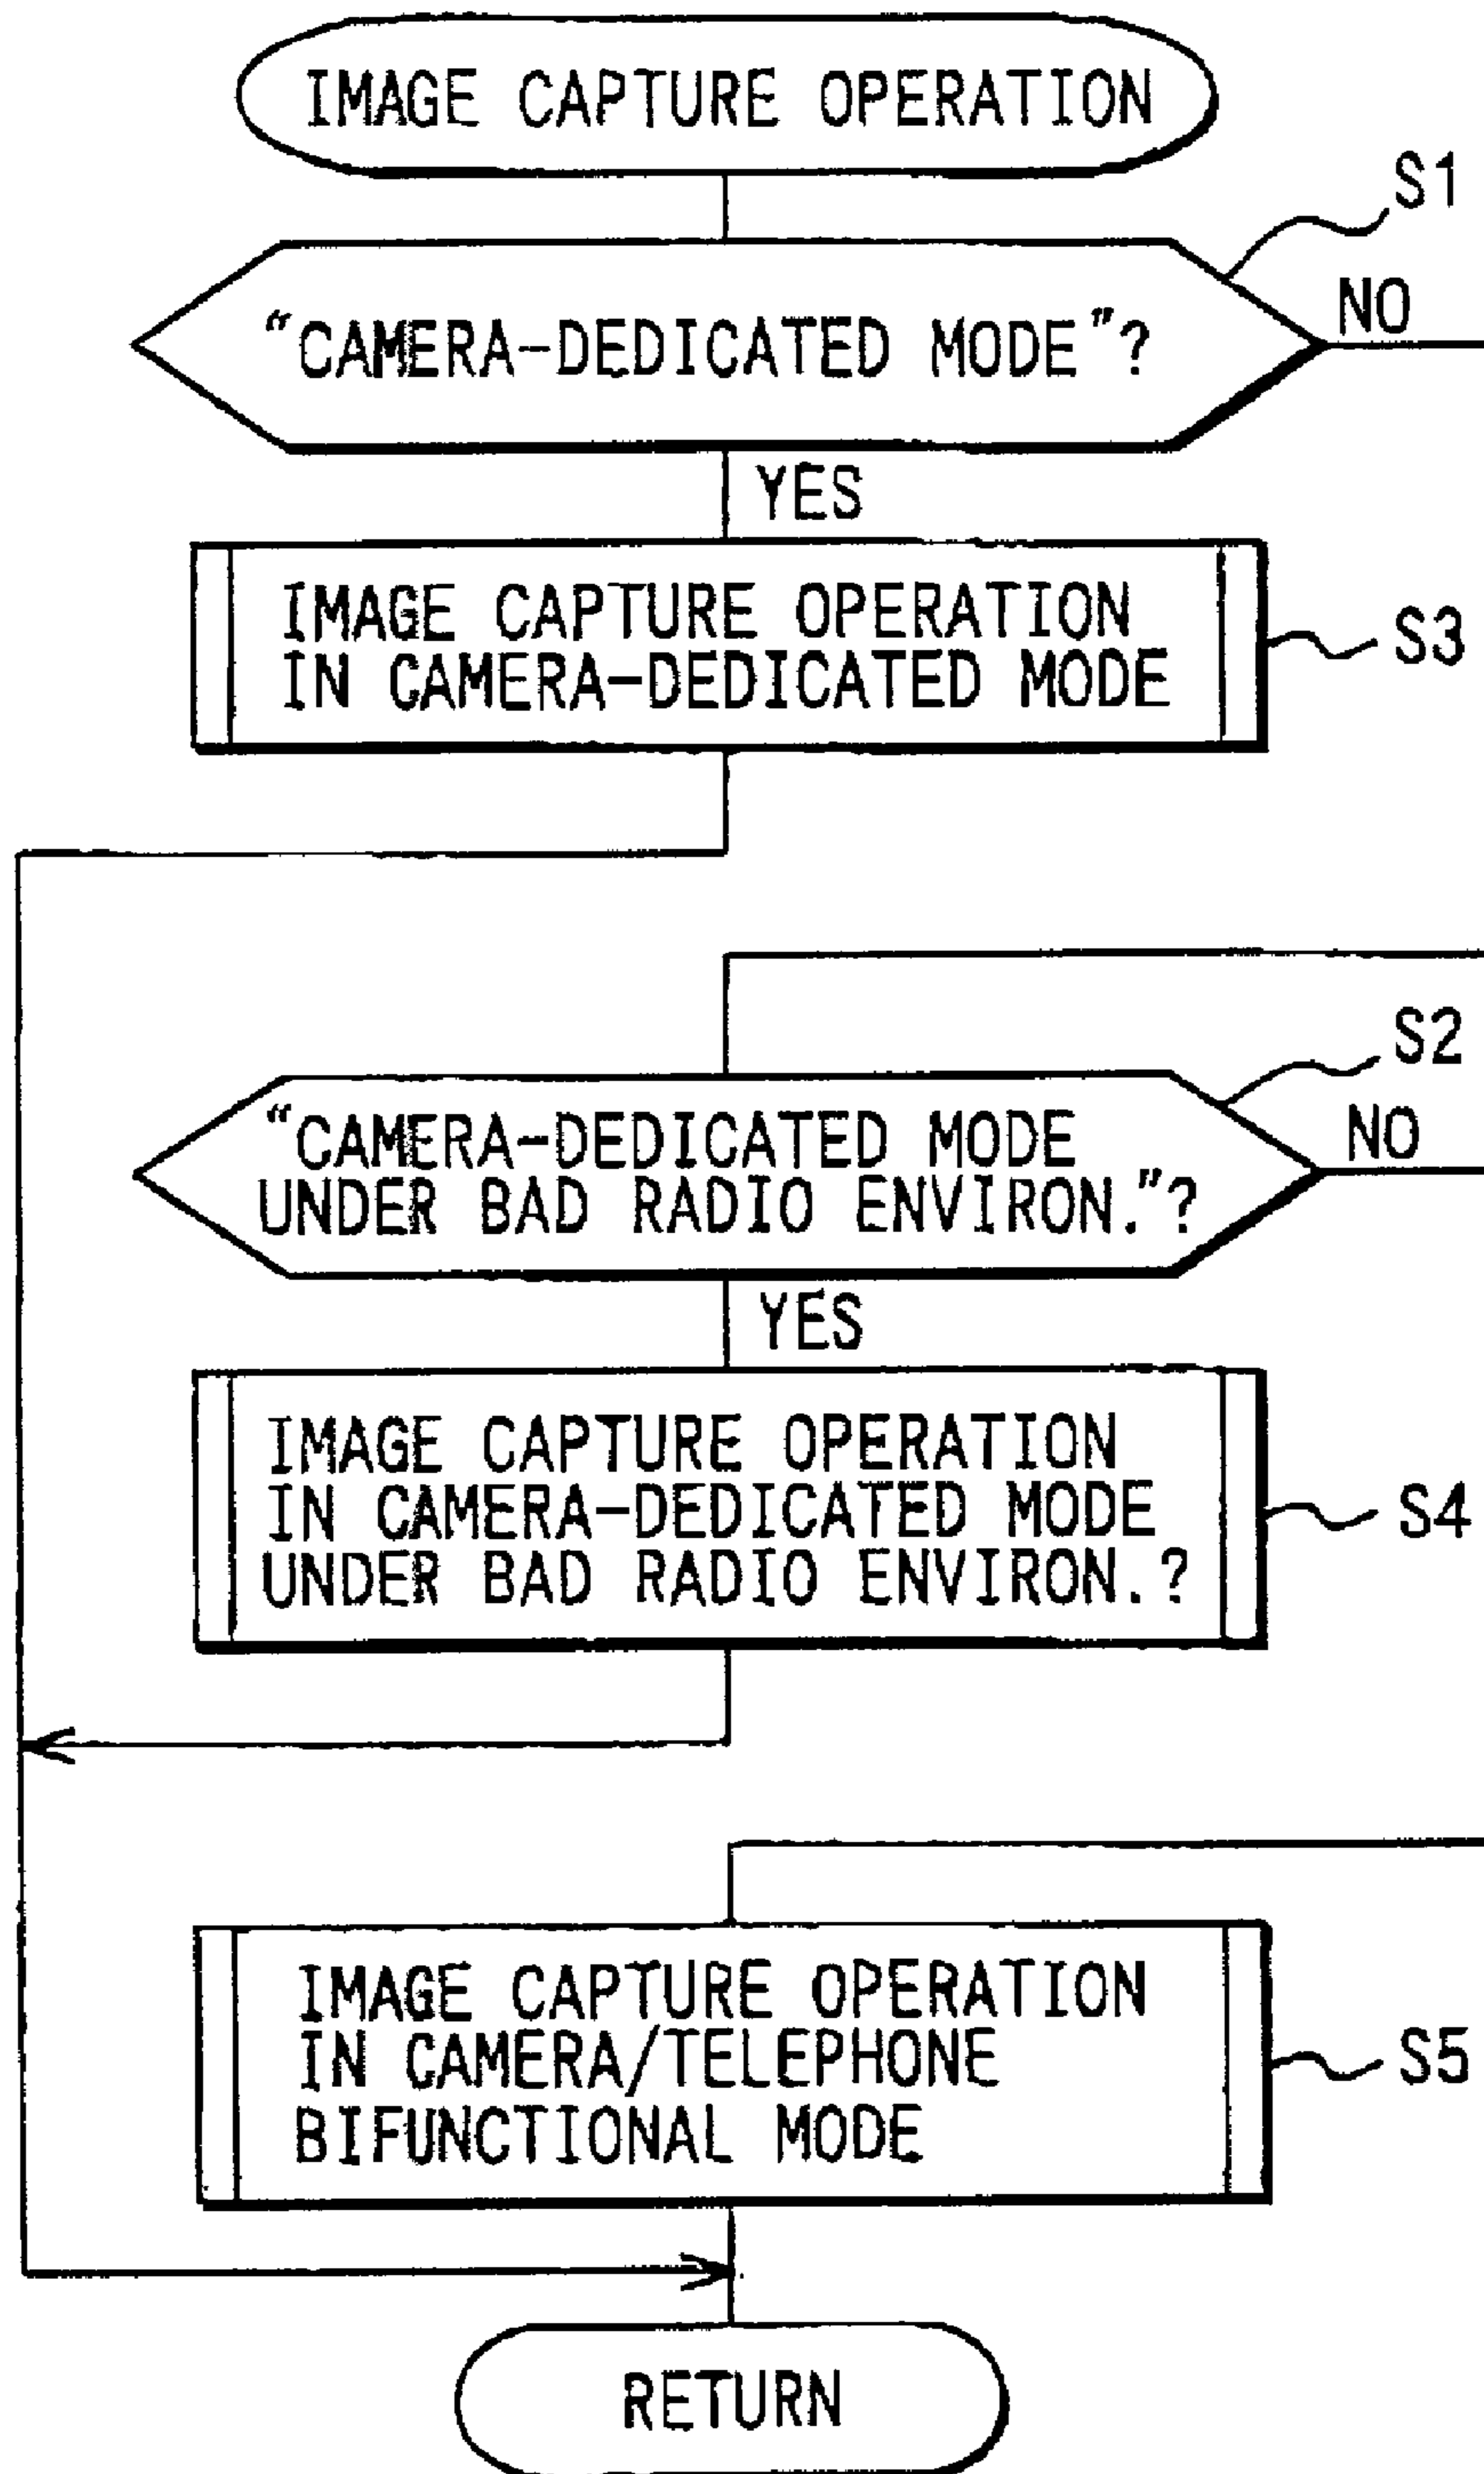 IMAGE CAPTURE OPERATION
S1
“CAMERA-DEDICATED MODE”?
NO
YES
IMAGE CAPTURE OPERATION
IN CAMERA-DEDICATED MODE
S3
S2
“CAMERA-DEDICATED MODE
UNDER BAD RADIO ENVIRON.”?
NO
YES
IMAGE CAPTURE OPERATION
IN CAMERA-DEDICATED MODE
UNDER BAD RADIO ENVIRON.?
S4
IMAGE CAPTURE OPERATION
IN CAMERA/TELEPHONE
BIFUNCTIONAL MODE
S5
RETURN